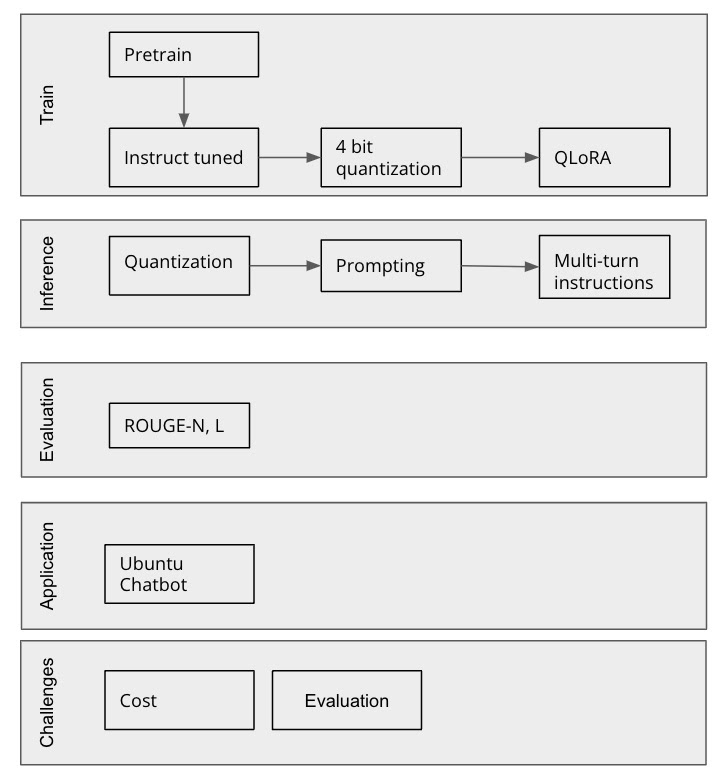 Train
Pretrain
Instruct tuned
4 bit
quantization
QLoRA
Inference
Quantization
Prompting
Multi-turn
instructions
Evaluation
ROUGE-N, L
Application
Ubuntu
Chatbot
Challenges
Cost
Evaluation